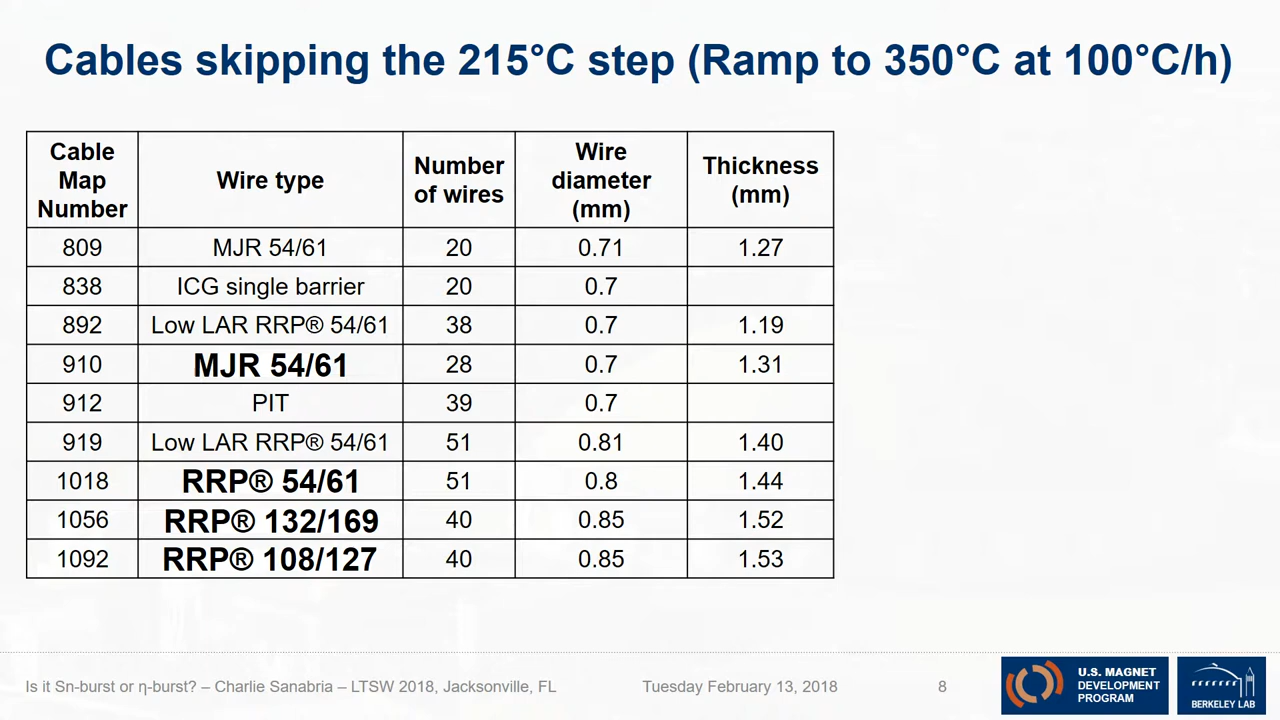 Cables skipping the 215°C step (Ramp to 350°C at 100°C/h)
Cable Map Number Wire type Number of wires Wire diameter (mm) Thickness (mm)
809 MJR 54/61 20 0.71 1.27
838 ICG single barrier 20 0.7
892 Low LAR RRP® 54/61 38 0.7 1.19
910 MJR 54/61 28 0.7 1.31
912 PIT 39 0.7
919 Low LAR RRP® 54/61 51 0.81 1.40
1018 RRP® 54/61 51 0.8 1.44
1056 RRP® 132/169 40 0.85 1.52
1092 RRP® 108/127 40 0.85 1.53
Is it Sn-burst or η-burst? – Charlie Sanabria – LTSW 2018, Jacksonville, FL Tuesday February 13, 2018 8
U.S. MAGNET
DEVELOPMENT
PROGRAM
BERKELEY LAB